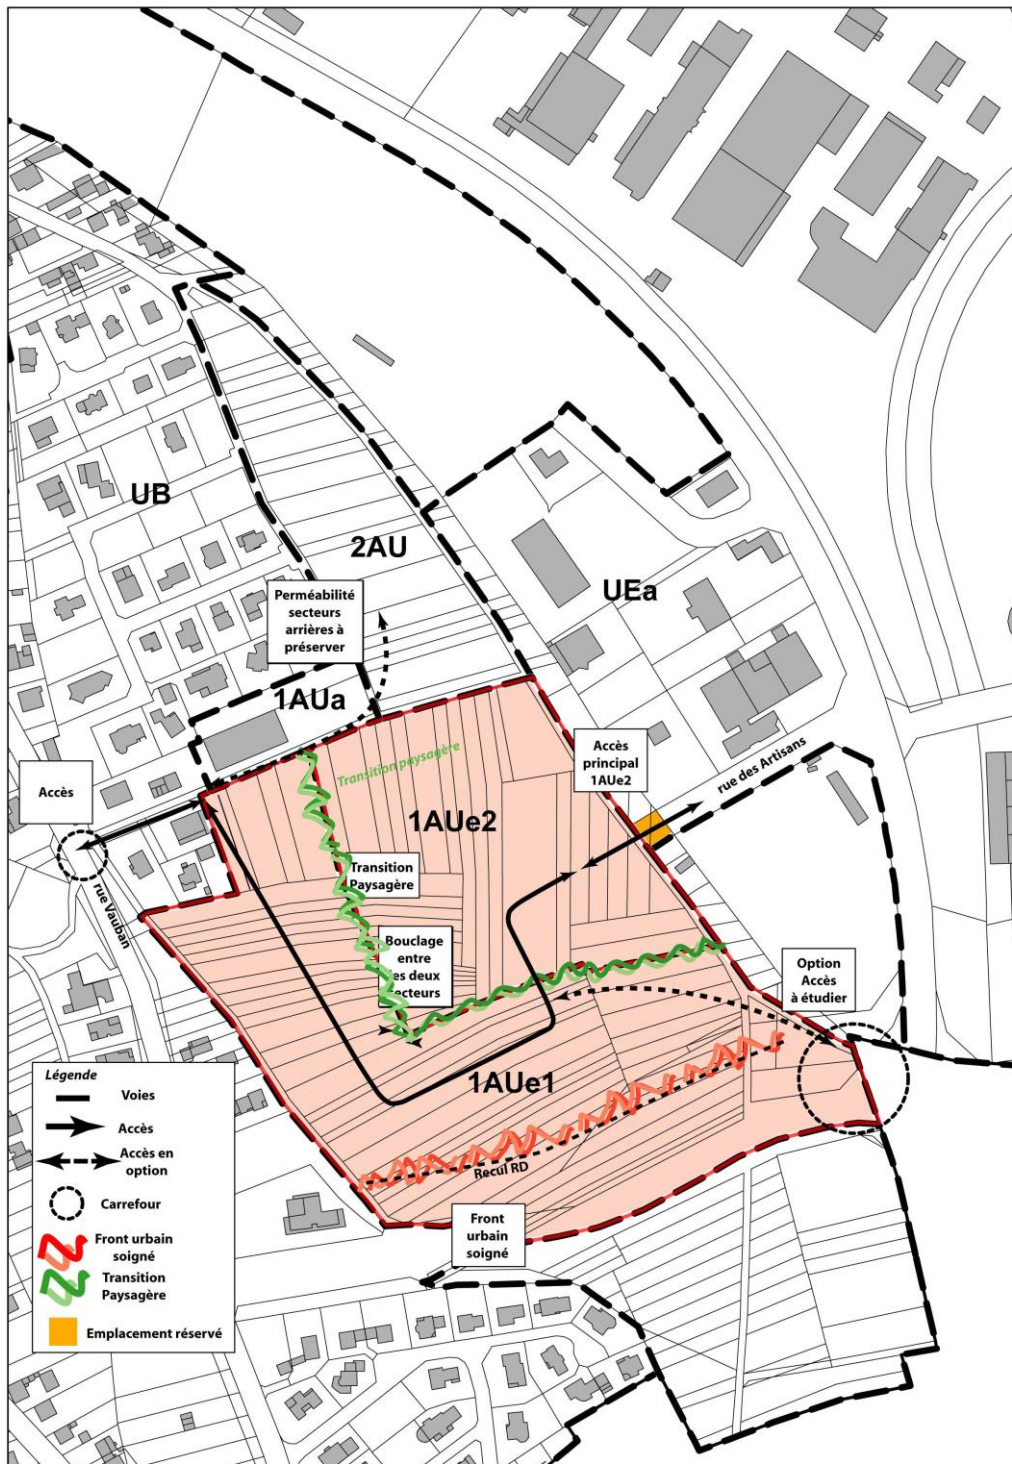 UB
2AU
UEa
Perméabilité
secteurs
arrières à
préserver
1AUa
Transition paysagère
Accès
principal
1AUe2
rue des Artisans
Accès
1AUe2
rue Vauban
Transition
Paysagère
Bouclage
entre
les deux
secteurs
Option
Accès
à étudier
1AUe1
Recul RD
Front
urbain
soigné
Légende
Voies
Accès
Accès en
option
Carrefour
Front urbain
soigné
Transition
Paysagère
Emplacement réservé